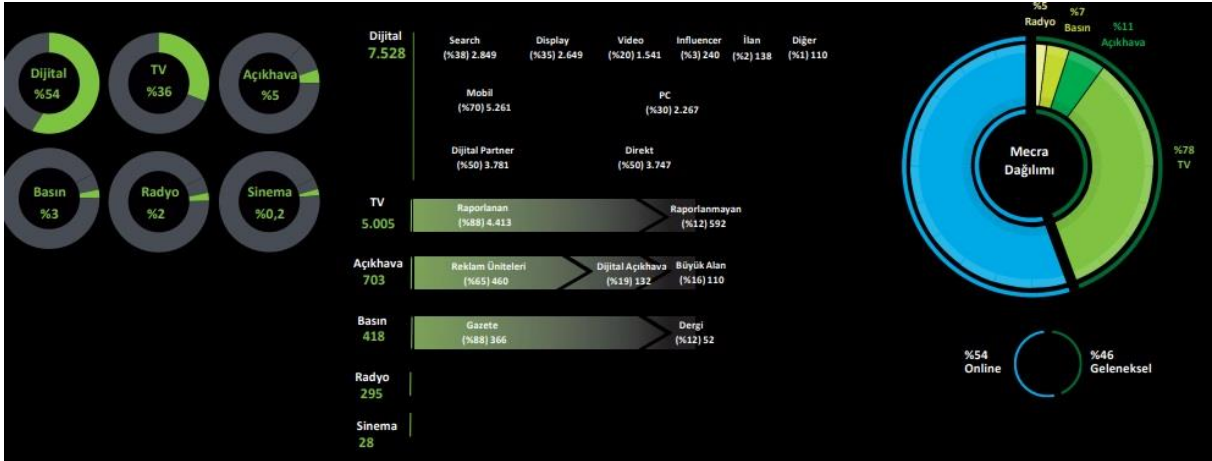 Dijital
%54
TV
%36
Açıkhava
%5
Basın
%3
Radyo
%2
Sinema
%0,2
Dijital
7.528
Search
(%38) 2.849
Display
(%35) 2.649
Video
(%20) 1.541
Influencer
(%3) 240
İlan
(%2) 138
Diğer
(%1) 110
Mobil
(%70) 5.261
PC
(%30) 2.267
Dijital Partner
(%50) 3.781
Direkt
(%50) 3.747
TV
5.005
Raporlanan
(%88) 4.413
Raporlanmayan
(%12) 592
Açıkhava
703
Reklam Üniteleri
(%65) 460
Dijital Açıkhava
(%19) 132
Büyük Alan
(%16) 110
Basın
418
Gazete
(%88) 366
Dergi
(%12) 52
Radyo
295
Sinema
28
%5
Radyo
%7
Basın
%11
Açıkhava
%78
TV
Mecra
Dağılımı
%54
Online
%46
Geleneksel